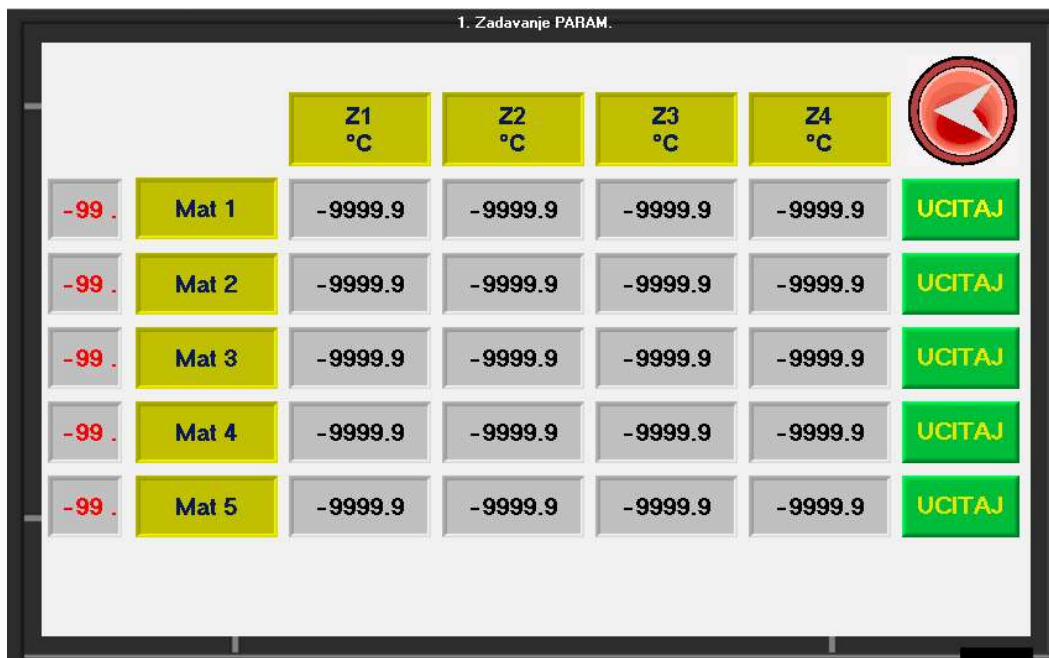 1. Zadavanje PARAM.
Z1 Z2 Z3 Z4
°C °C °C °C
-99 . Mat 1 -9999.9 -9999.9 -9999.9 -9999.9 UCITAJ
-99 . Mat 2 -9999.9 -9999.9 -9999.9 -9999.9 UCITAJ
-99 . Mat 3 -9999.9 -9999.9 -9999.9 -9999.9 UCITAJ
-99 . Mat 4 -9999.9 -9999.9 -9999.9 -9999.9 UCITAJ
-99 . Mat 5 -9999.9 -9999.9 -9999.9 -9999.9 UCITAJ